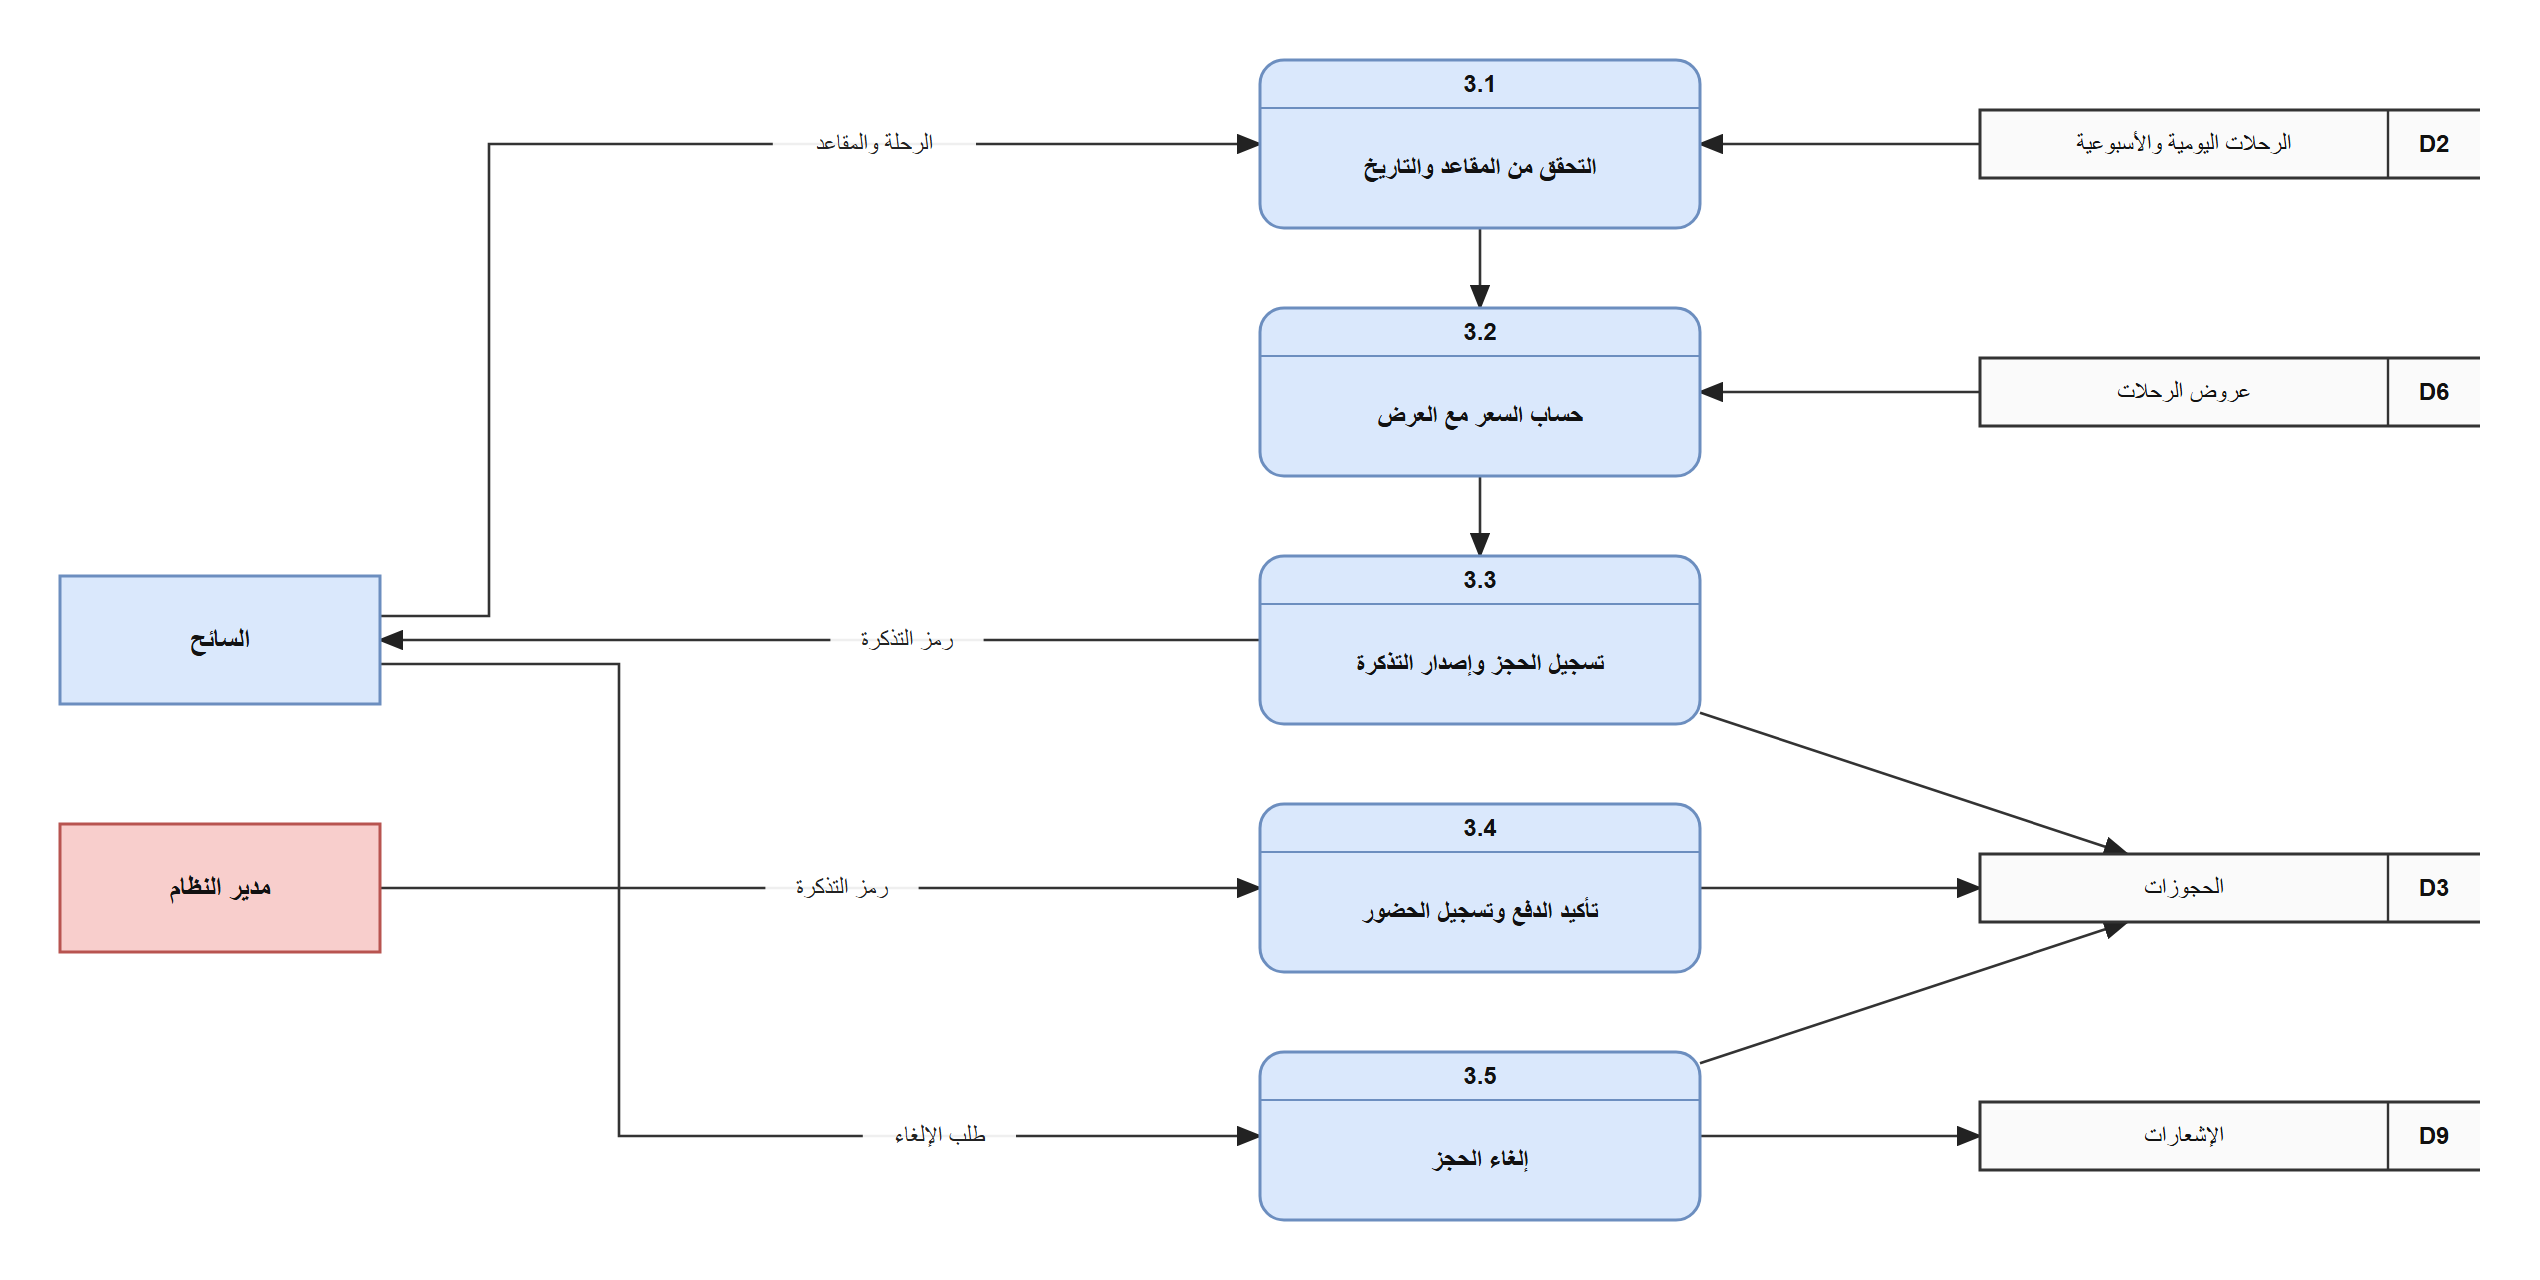 3.1
التحقق من المقاعد والتاريخ
الرحلة والمقاعد
الرحلات اليومية والأسبوعية
D2
3.2
حساب السعر مع العرض
عروض الرحلات
D6
3.3
تسجيل الحجز وإصدار التذكرة
رمز التذكرة
السائح
3.4
تأكيد الدفع وتسجيل الحضور
رمز التذكرة
مدير النظام
الحجوزات
D3
3.5
إلغاء الحجز
طلب الإلغاء
الإشعارات
D9